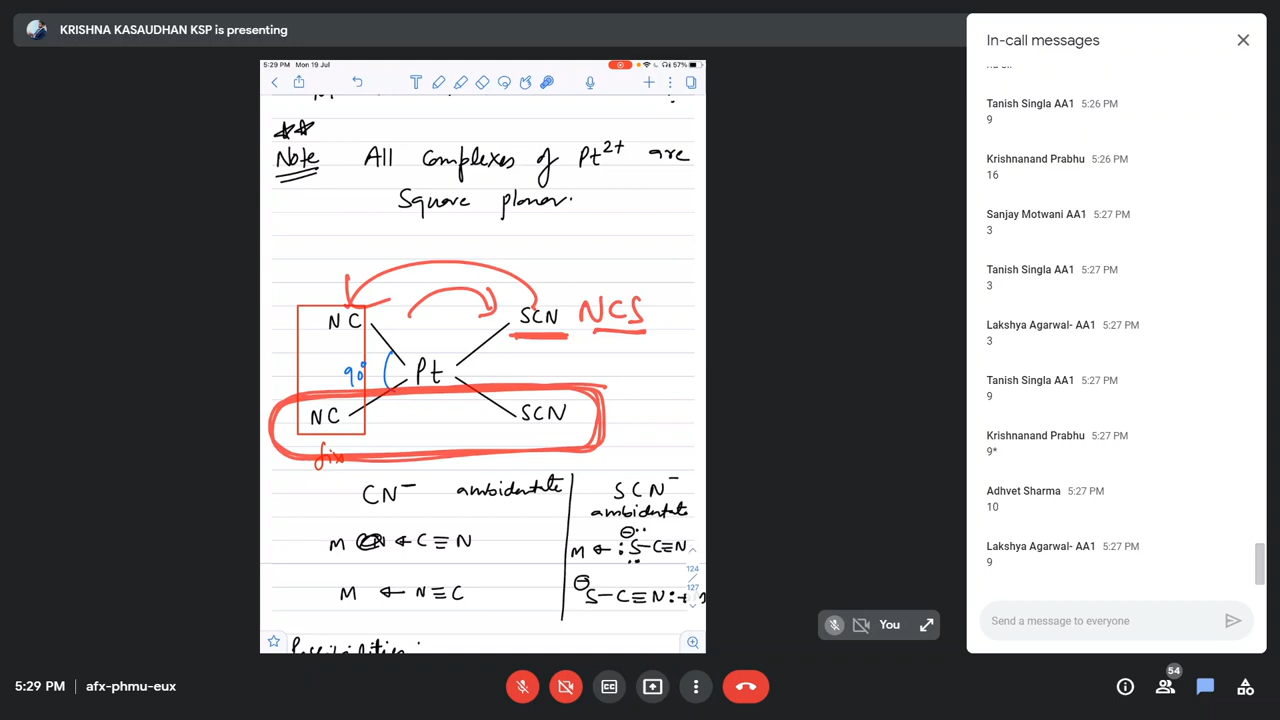 KRISHNA KASAUDHAN KSP is presenting
5:29 PM Mon 19 Jul
57%
**
Note All complexes of Pt2+ are
Square planar.
NC SCN NCS
90° Pt
NC SCN
fix
CN− ambidentate
M ← C≡N
M ← N≡C
SCN−
ambidentate
M ← :S−C≡N
S−C≡N:→
124
127
Possibilities:
In-call messages
Tanish Singla AA1 5:26 PM
9
Krishnanand Prabhu 5:26 PM
16
Sanjay Motwani AA1 5:27 PM
3
Tanish Singla AA1 5:27 PM
3
Lakshya Agarwal- AA1 5:27 PM
3
Tanish Singla AA1 5:27 PM
9
Krishnanand Prabhu 5:27 PM
9*
Adhvet Sharma 5:27 PM
10
Lakshya Agarwal- AA1 5:27 PM
9
Send a message to everyone
You
5:29 PM | afx-phmu-eux
54